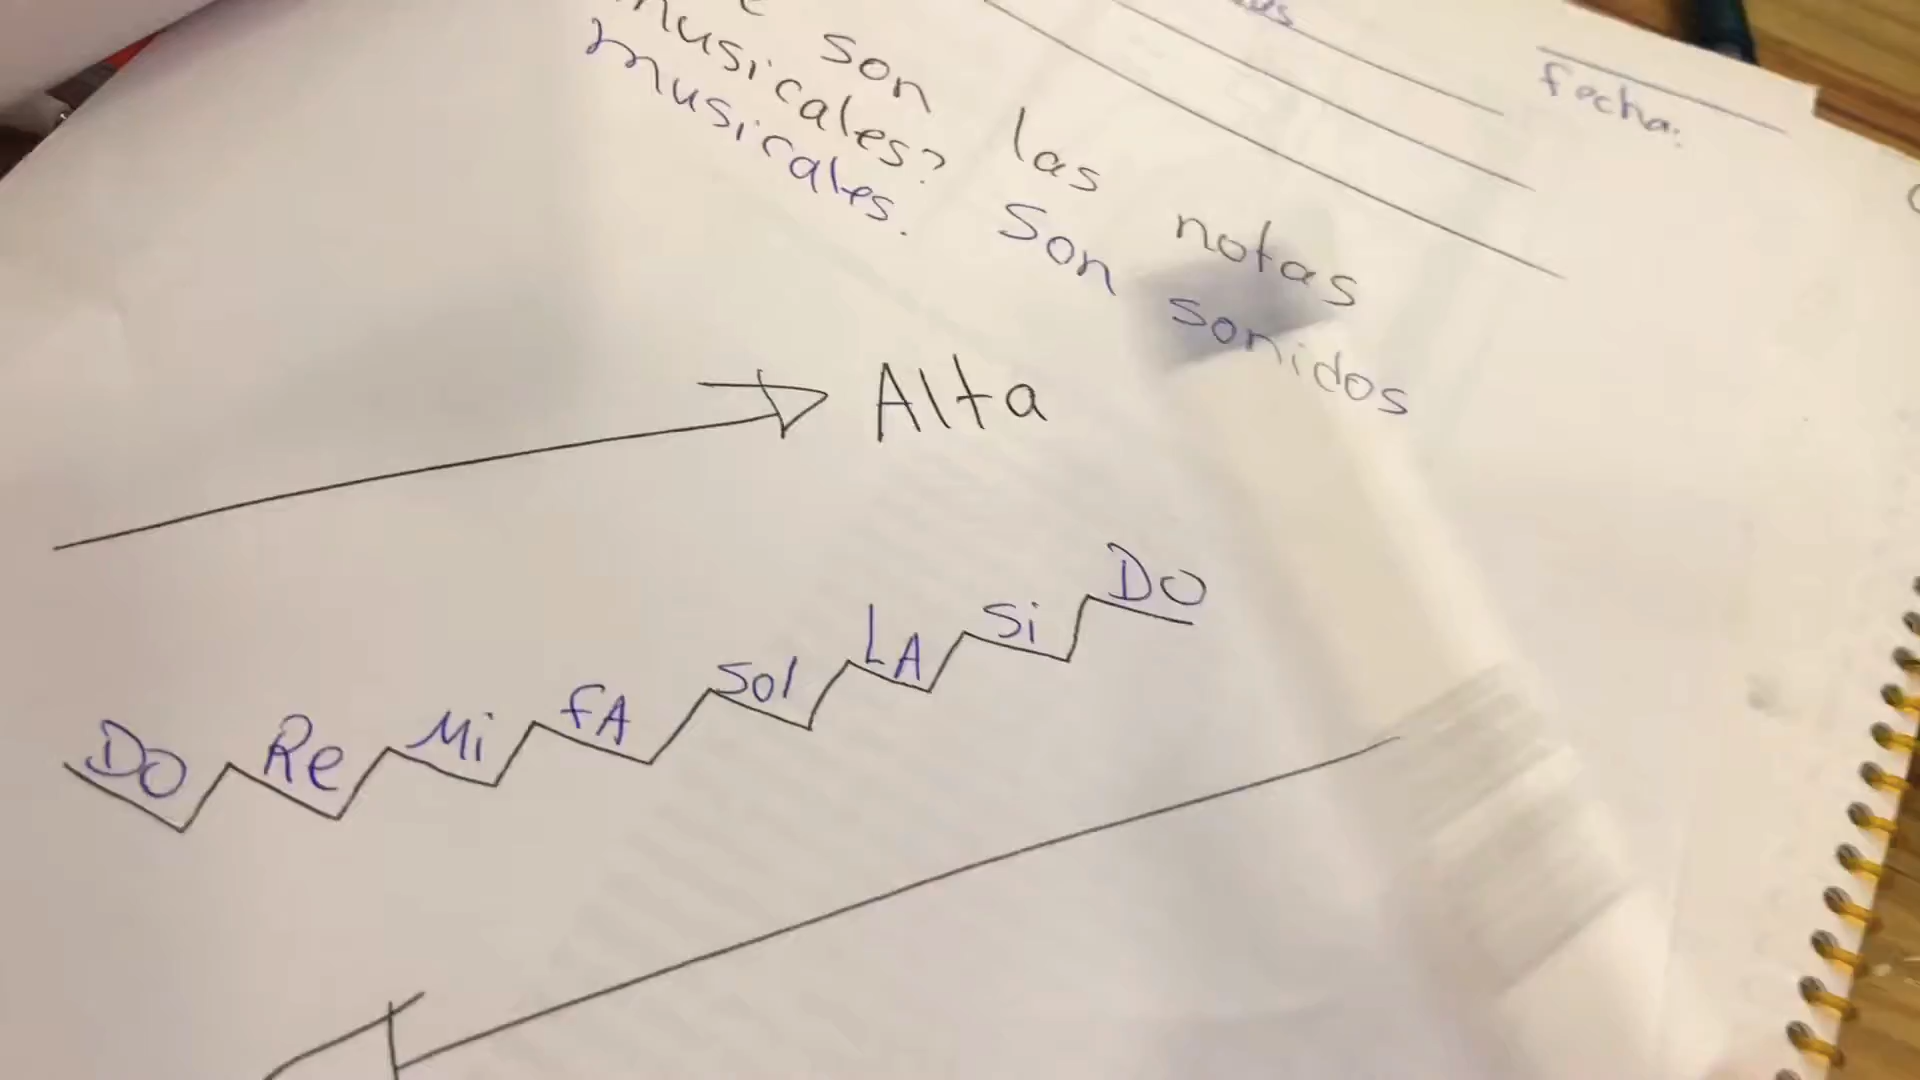 fecha:
son las notas
musicales? Son sonidos
musicales.
Alta
DO Re Mi fA Sol LA Si DO